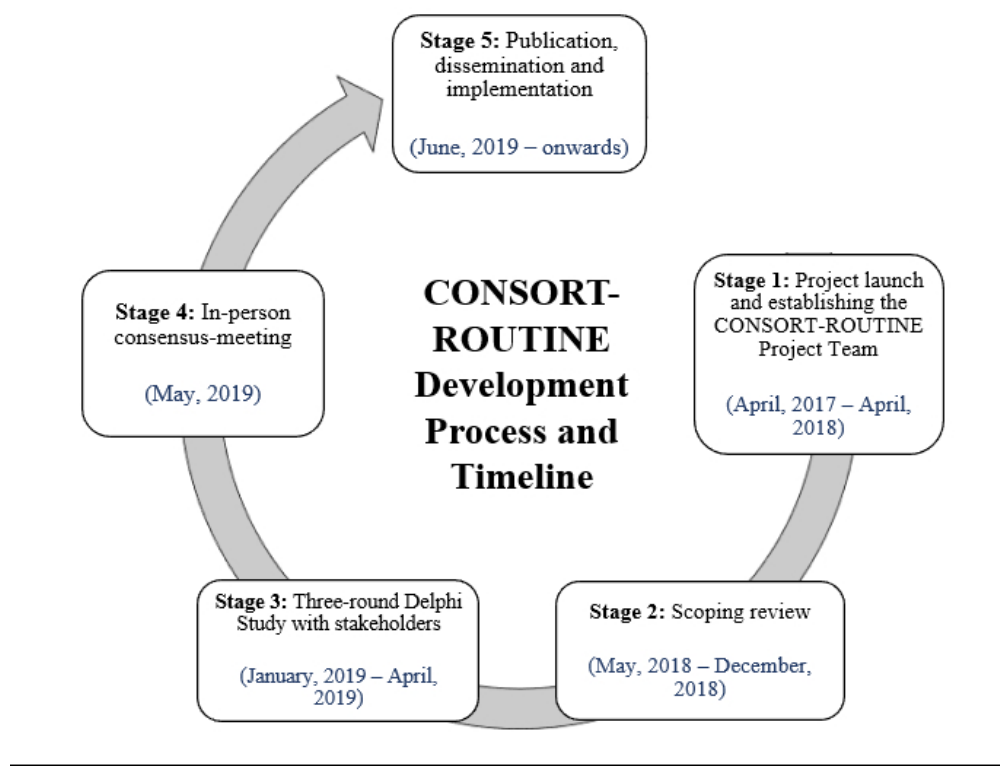 Stage 5: Publication,
dissemination and
implementation
(June, 2019 – onwards)
CONSORT-
ROUTINE
Development
Process and
Timeline
Stage 1: Project launch
and establishing the
CONSORT-ROUTINE
Project Team
(April, 2017 – April,
2018)
Stage 4: In-person
consensus-meeting
(May, 2019)
Stage 3: Three-round Delphi
Study with stakeholders
(January, 2019 – April,
2019)
Stage 2: Scoping review
(May, 2018 – December,
2018)